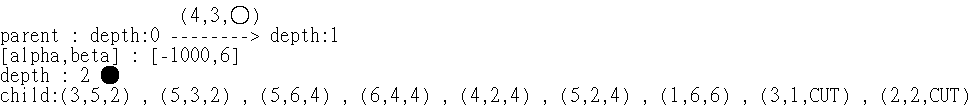 (4,3,○)
parent : depth:0 --------> depth:1
[alpha,beta] : [-1000,6]
depth : 2 ●
child:(3,5,2) , (5,3,2) , (5,6,4) , (6,4,4) , (4,2,4) , (5,2,4) , (1,6,6) , (3,1,CUT) , (2,2,CUT)